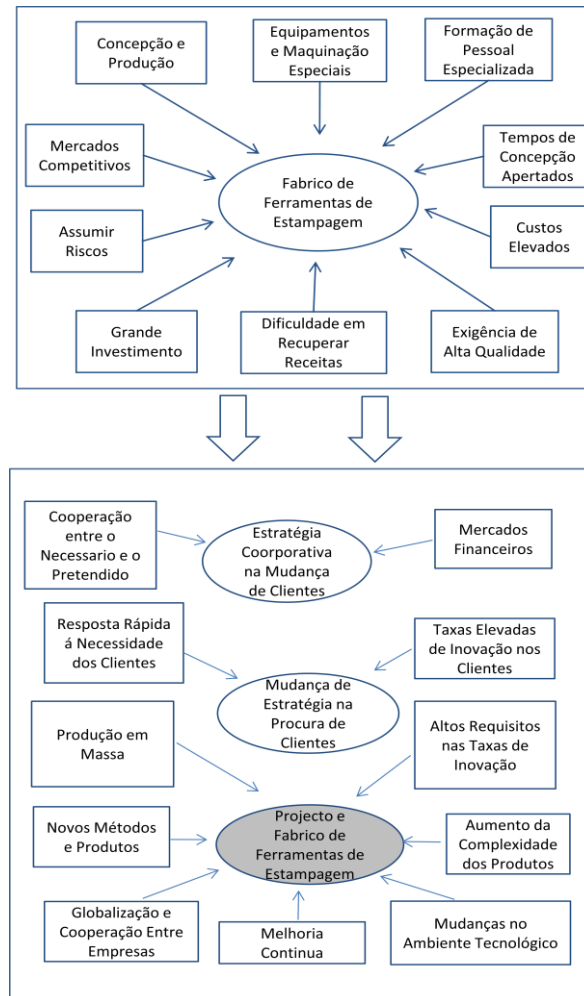 Concepção e
Produção
Equipamentos
e Maquinação
Especiais
Formação de
Pessoal
Especializada
Mercados
Competitivos
Fabrico de
Ferramentas de
Estampagem
Tempos de
Concepção
Apertados
Assumir
Riscos
Custos
Elevados
Grande
Investimento
Dificuldade em
Recuperar
Receitas
Exigência de
Alta Qualidade
Cooperação
entre o
Necessario e o
Pretendido
Estratégia
Coorporativa
na Mudança
de Clientes
Mercados
Financeiros
Resposta Rápida
á Necessidade
dos Clientes
Taxas Elevadas
de Inovação nos
Clientes
Mudança de
Estratégia na
Procura de
Clientes
Produção em
Massa
Altos Requisitos
nas Taxas de
Inovação
Novos Métodos
e Produtos
Projecto e
Fabrico de
Ferramentas de
Estampagem
Aumento da
Complexidade
dos Produtos
Globalização e
Cooperação Entre
Empresas
Melhoria
Continua
Mudanças no
Ambiente Tecnológico